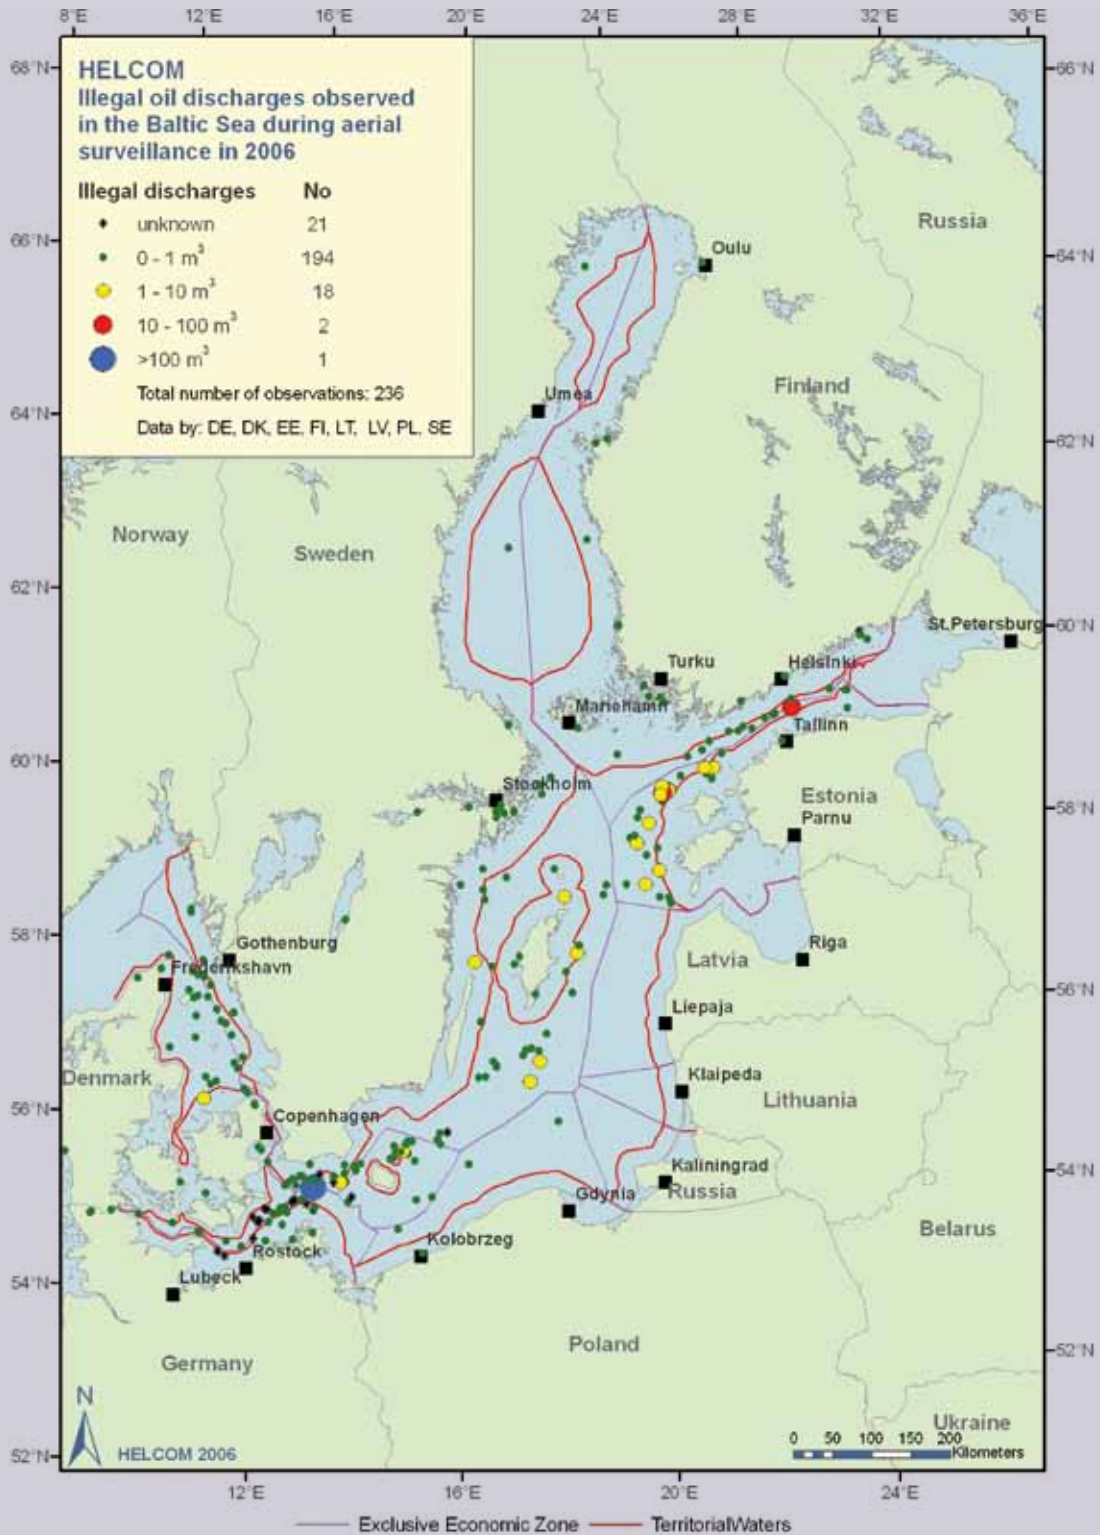 8°E 12°E 16°E 20°E 24°E 28°E 32°E 36°E
HELCOM
Illegal oil discharges observed
in the Baltic Sea during aerial
surveillance in 2006
Illegal discharges No
unknown 21
0 - 1 m³ 194
1 - 10 m³ 18
10 - 100 m³ 2
>100 m³ 1
Total number of observations: 236
Data by: DE, DK, EE, FI, LT, LV, PL, SE
68°N
66°N
66°N
64°N
64°N
62°N
62°N
60°N
60°N
58°N
58°N
56°N
56°N
54°N
54°N
52°N
52°N
Russia
Oulu
Finland
Umea
Norway
Sweden
St.Petersburg
Turku
Helsinki
Mariehamn
Tallinn
Stockholm
Estonia
Parnu
Gothenburg
Riga
Frederikshavn
Latvia
Liepaja
Denmark
Klaipeda
Lithuania
Copenhagen
Kaliningrad
Russia
Gdynia
Belarus
Kolobrzeg
Rostock
Lubeck
Poland
Germany
Ukraine
N
HELCOM 2006
0 50 100 150 200
Kilometers
12°E 16°E 20°E 24°E
Exclusive Economic Zone TerritorialWaters